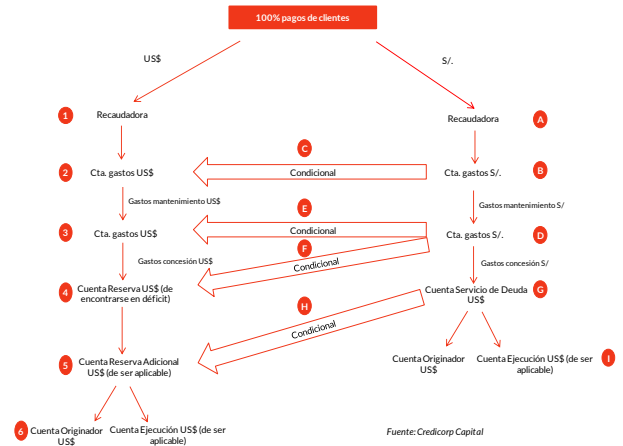 100% pagos de clientes
US$
S/.
1
Recaudadora
Recaudadora
A
C
2
Cta. gastos US$
Condicional
Cta. gastos S/.
B
Gastos mantenimiento US$
Gastos mantenimiento S/
E
3
Cta. gastos US$
Condicional
Cta. gastos S/.
D
F
Gastos concesión US$
Condicional
Gastos concesión S/
4
Cuenta Reserva US$ (de
encontrarse en déficit)
Cuenta Servicio de Deuda
US$
G
H
Condicional
5
Cuenta Reserva Adicional
US$ (de ser aplicable)
Cuenta Originador
US$
Cuenta Ejecución US$ (de ser
aplicable)
I
6
Cuenta Originador
US$
Cuenta Ejecución US$ (de ser
aplicable)
Fuente: Credicorp Capital